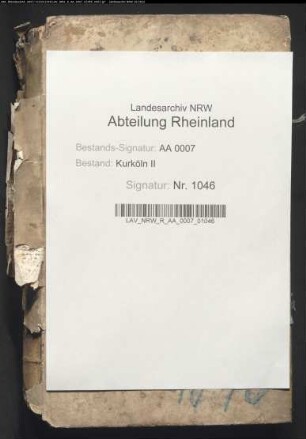 Landesarchiv NRW
Abteilung Rheinland
Bestands-Signatur: AA 0007
Bestand: Kurköln II
Signatur: Nr. 1046
LAV_NRW_R_AA_0007_01046